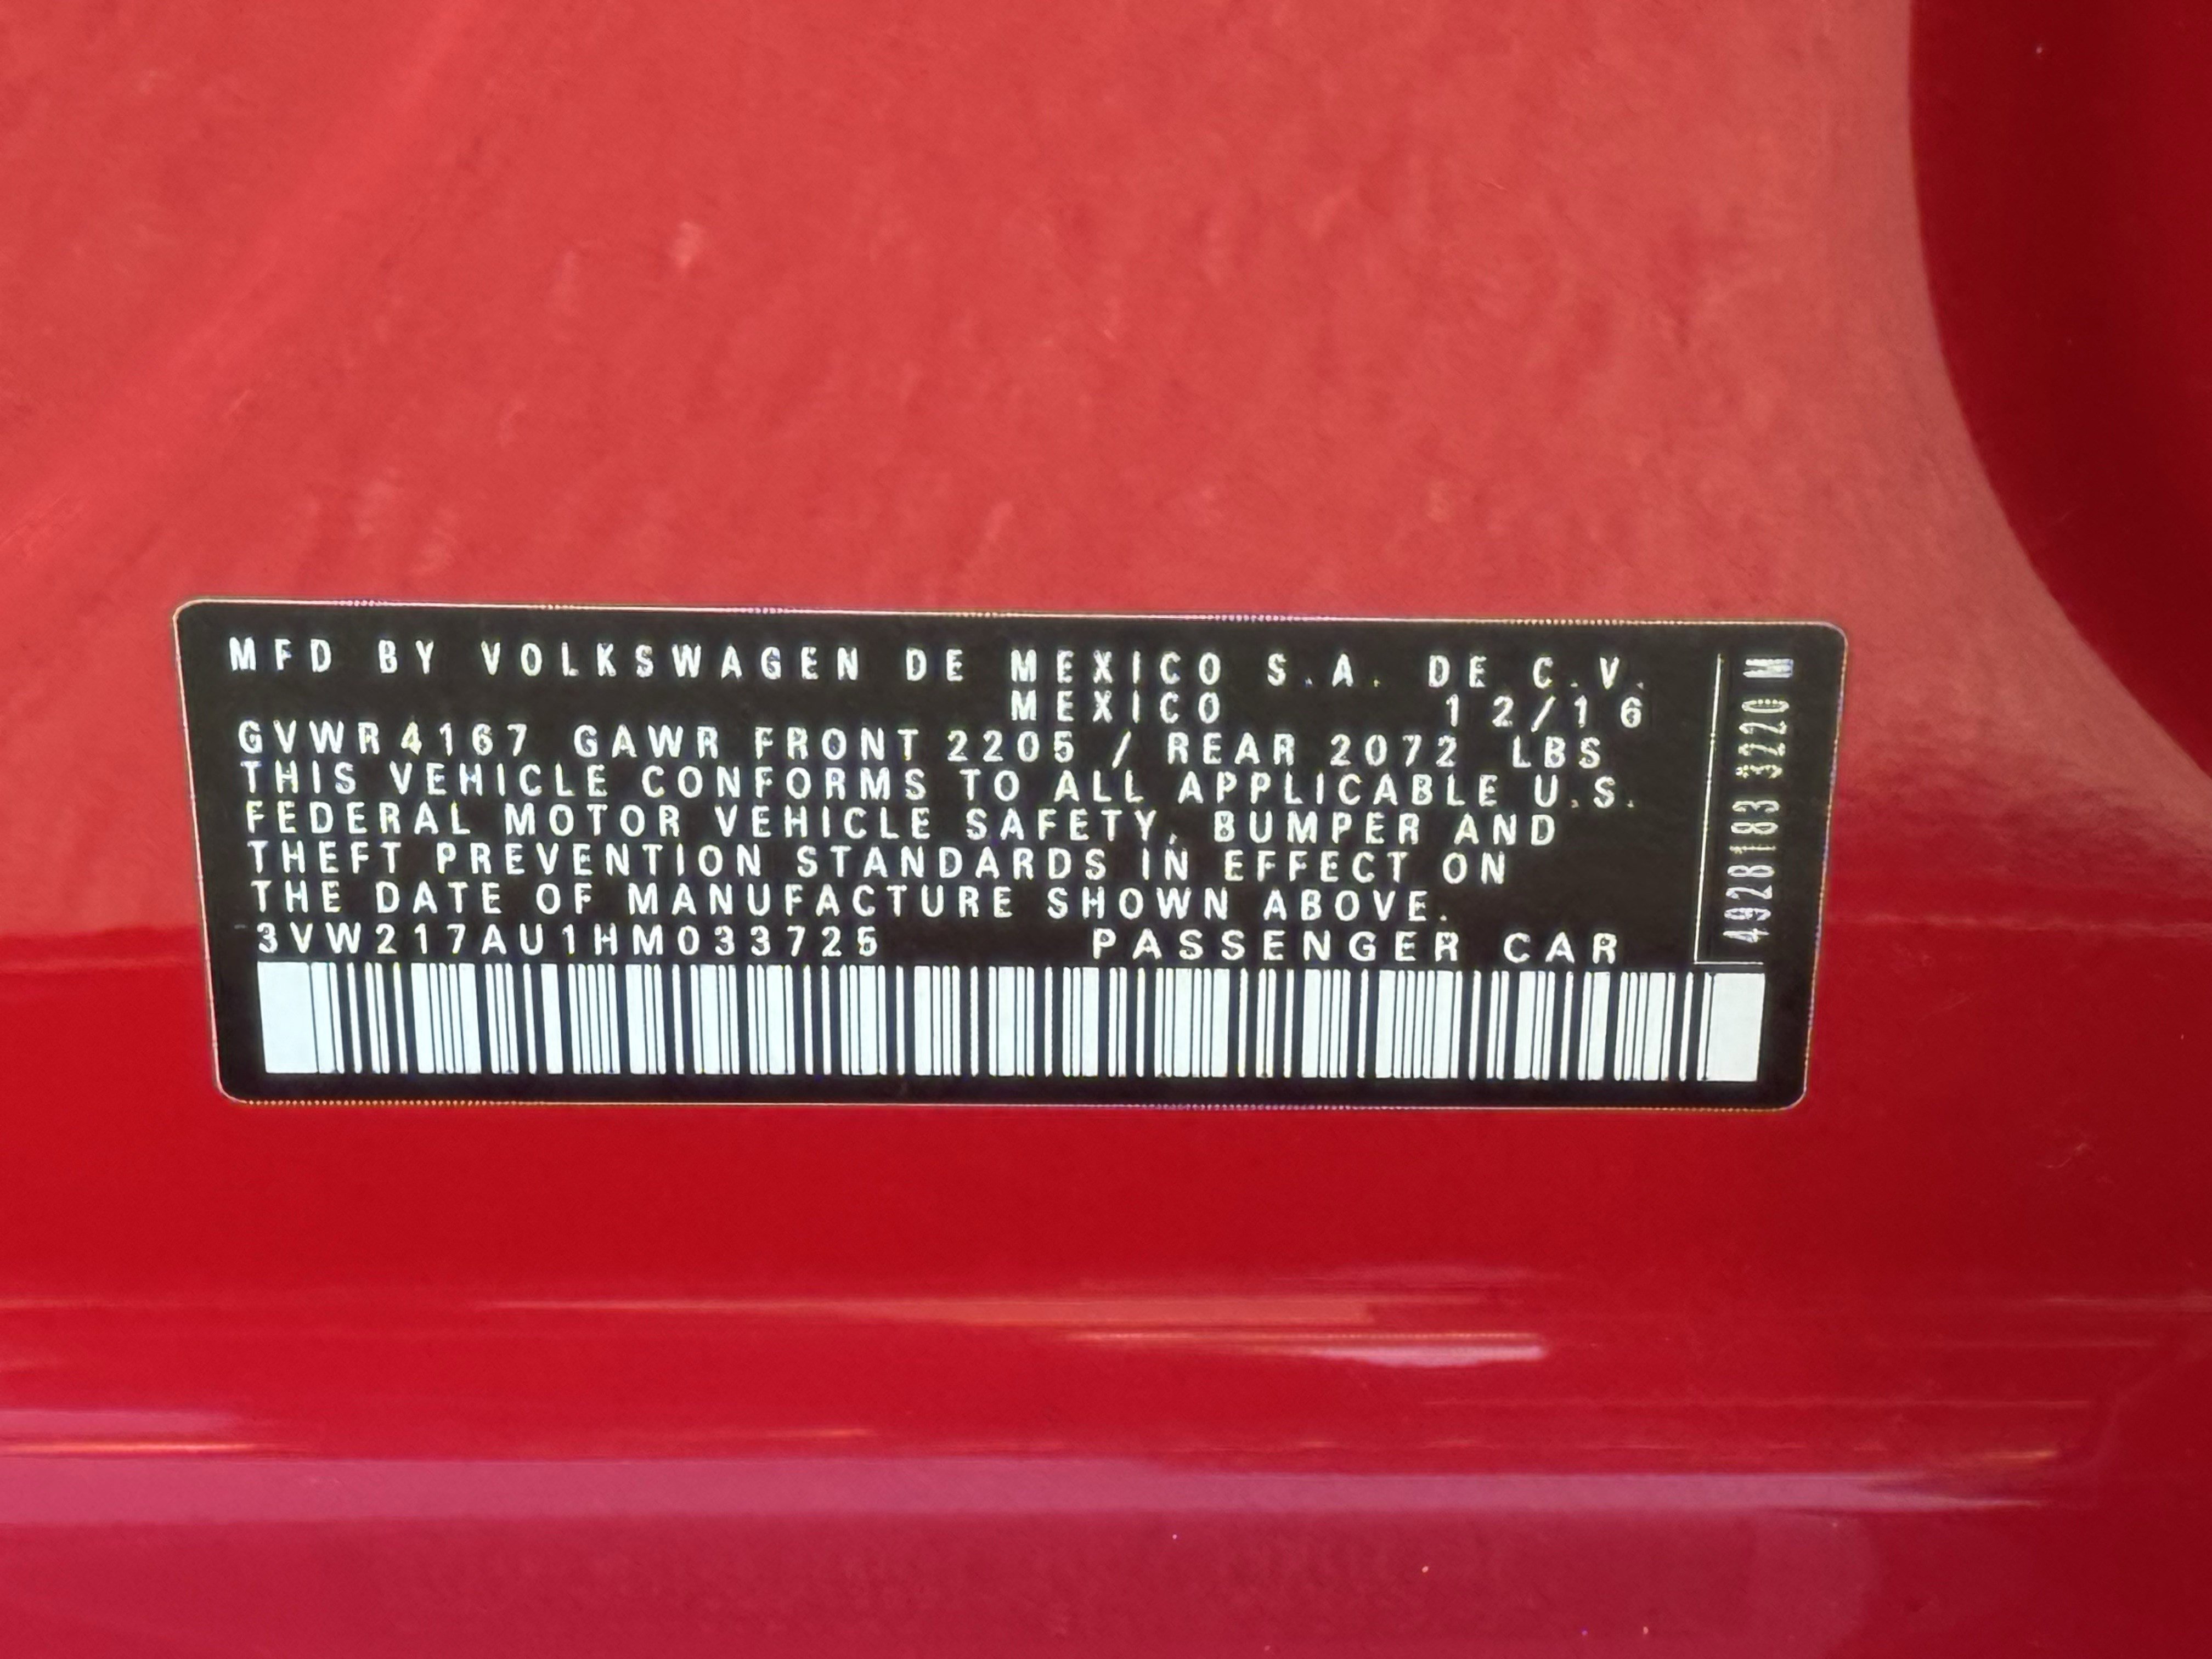 MFD BY VOLKSWAGEN DE MEXICO S.A. DE C.V.
MEXICO 12/16
GVWR 4167 GAWR FRONT 2205 / REAR 2072 LBS
THIS VEHICLE CONFORMS TO ALL APPLICABLE U.S.
FEDERAL MOTOR VEHICLE SAFETY, BUMPER AND
THEFT PREVENTION STANDARDS IN EFFECT ON
THE DATE OF MANUFACTURE SHOWN ABOVE.
3VW217AU1HM033725 PASSENGER CAR
4928183 3220 M